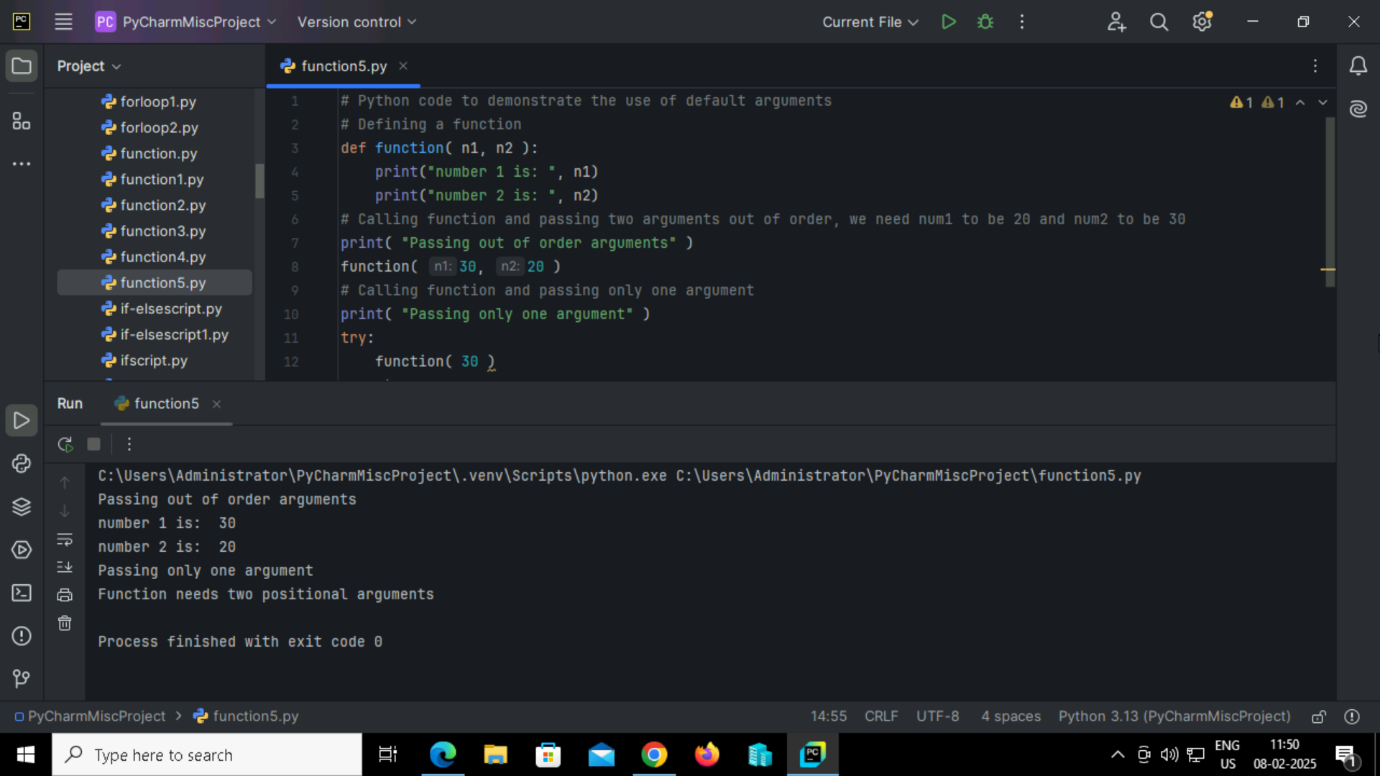 PC PyCharmMiscProject Version control Current File
Project
function5.py
forloop1.py
forloop2.py
function.py
function1.py
function2.py
function3.py
function4.py
function5.py
if-elsescript.py
if-elsescript1.py
ifscript.py
1 # Python code to demonstrate the use of default arguments
2 # Defining a function
3 def function( n1, n2 ):
4 print("number 1 is: ", n1)
5 print("number 2 is: ", n2)
6 # Calling function and passing two arguments out of order, we need num1 to be 20 and num2 to be 30
7 print( "Passing out of order arguments" )
8 function( n1: 30, n2: 20 )
9 # Calling function and passing only one argument
10 print( "Passing only one argument" )
11 try:
12 function( 30 )
1 1
Run function5
C:\Users\Administrator\PyCharmMiscProject\.venv\Scripts\python.exe C:\Users\Administrator\PyCharmMiscProject\function5.py
Passing out of order arguments
number 1 is:  30
number 2 is:  20
Passing only one argument
Function needs two positional arguments
Process finished with exit code 0
PyCharmMiscProject > function5.py 14:55 CRLF UTF-8 4 spaces Python 3.13 (PyCharmMiscProject)
Type here to search
PC
ENG
US
11:50
08-02-2025
1